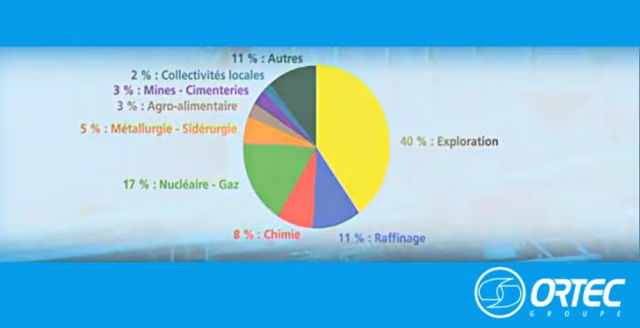 11 % : Autres
2 % : Collectivités locales
3 % : Mines - Cimenteries
3 % : Agro-alimentaire
5 % : Métallurgie - Sidérurgie
40 % : Exploration
17 % : Nucléaire - Gaz
8 % : Chimie
11 % : Raffinage
ORTEC
GROUPE